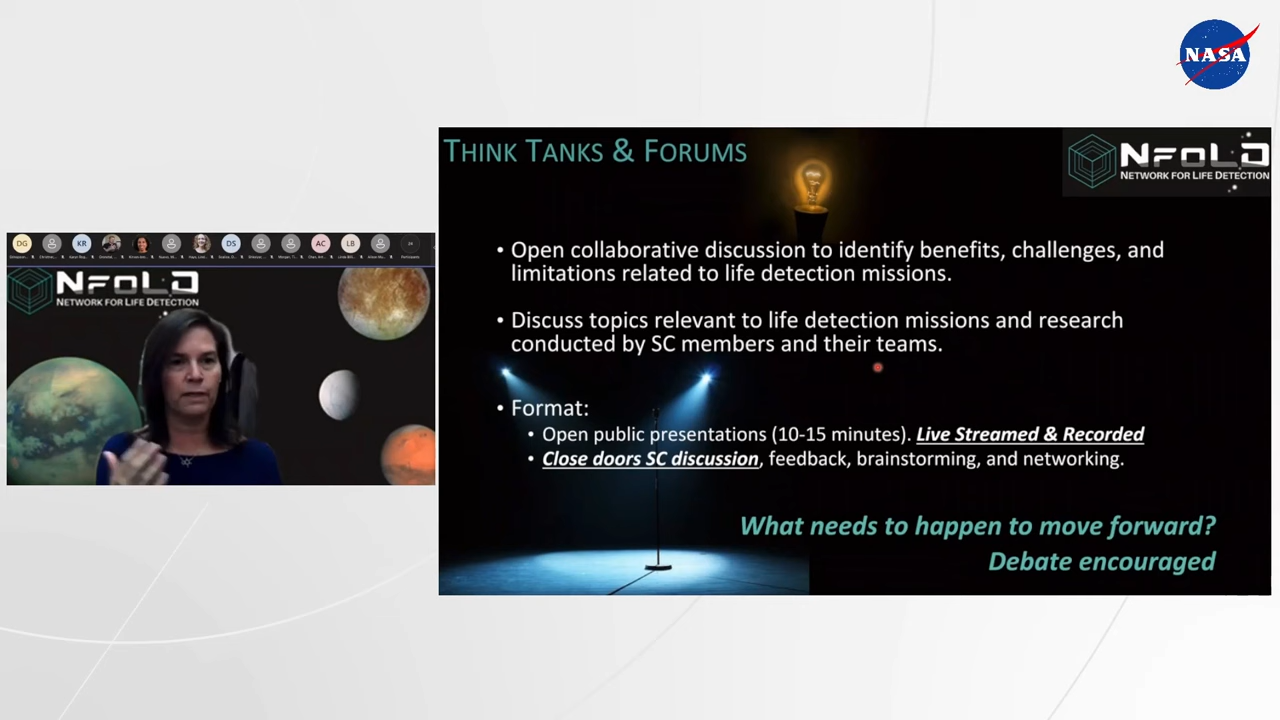 NASA
THINK TANKS & FORUMS
NFOLD
NETWORK FOR LIFE DETECTION
• Open collaborative discussion to identify benefits, challenges, and
limitations related to life detection missions.
• Discuss topics relevant to life detection missions and research
conducted by SC members and their teams.
• Format:
• Open public presentations (10-15 minutes). Live Streamed & Recorded
• Close doors SC discussion, feedback, brainstorming, and networking.
What needs to happen to move forward?
Debate encouraged
DG KR DS AC LB 24
Participants
NFOLD
NETWORK FOR LIFE DETECTION